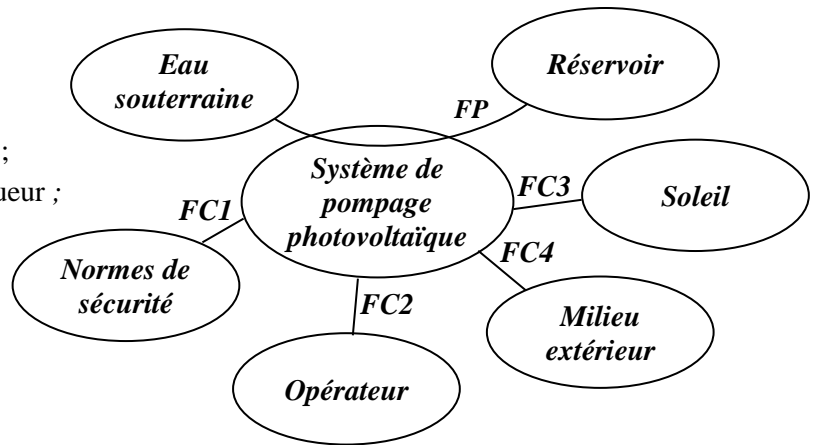 Eau
souterraine
Réservoir
FP
;
ueur ;
Système de
pompage
photovoltaïque
FC3
Soleil
FC1
Normes de
sécurité
FC4
FC2
Milieu
extérieur
Opérateur